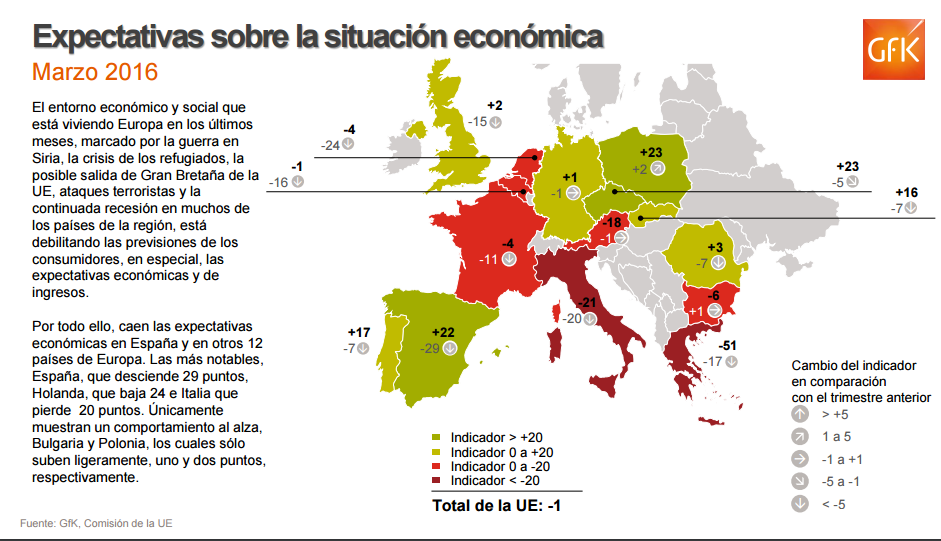 Expectativas sobre la situación económica
Marzo 2016
GfK
El entorno económico y social que
está viviendo Europa en los últimos
meses, marcado por la guerra en
Siria, la crisis de los refugiados, la
posible salida de Gran Bretaña de la
UE, ataques terroristas y la
continuada recesión en muchos de
los países de la región, está
debilitando las previsiones de los
consumidores, en especial, las
expectativas económicas y de
ingresos.
Por todo ello, caen las expectativas
económicas en España y en otros 12
países de Europa. Las más notables,
España, que desciende 29 puntos,
Holanda, que baja 24 e Italia que
pierde 20 puntos. Únicamente
muestran un comportamiento al alza,
Bulgaria y Polonia, los cuales sólo
suben ligeramente, uno y dos puntos,
respectivamente.
+2
-15
-4
-24
-1
-16
+23
+2
+23
-5
+16
-7
+1
-1
-18
-1
-4
-11
+3
-7
-6
+1
-21
-20
+17
-7
+22
-29
-51
-17
Cambio del indicador
en comparación
con el trimestre anterior
> +5
1 a 5
-1 a +1
-5 a -1
< -5
Indicador > +20
Indicador 0 a +20
Indicador 0 a -20
Indicador < -20
Total de la UE: -1
Fuente: GfK, Comisión de la UE